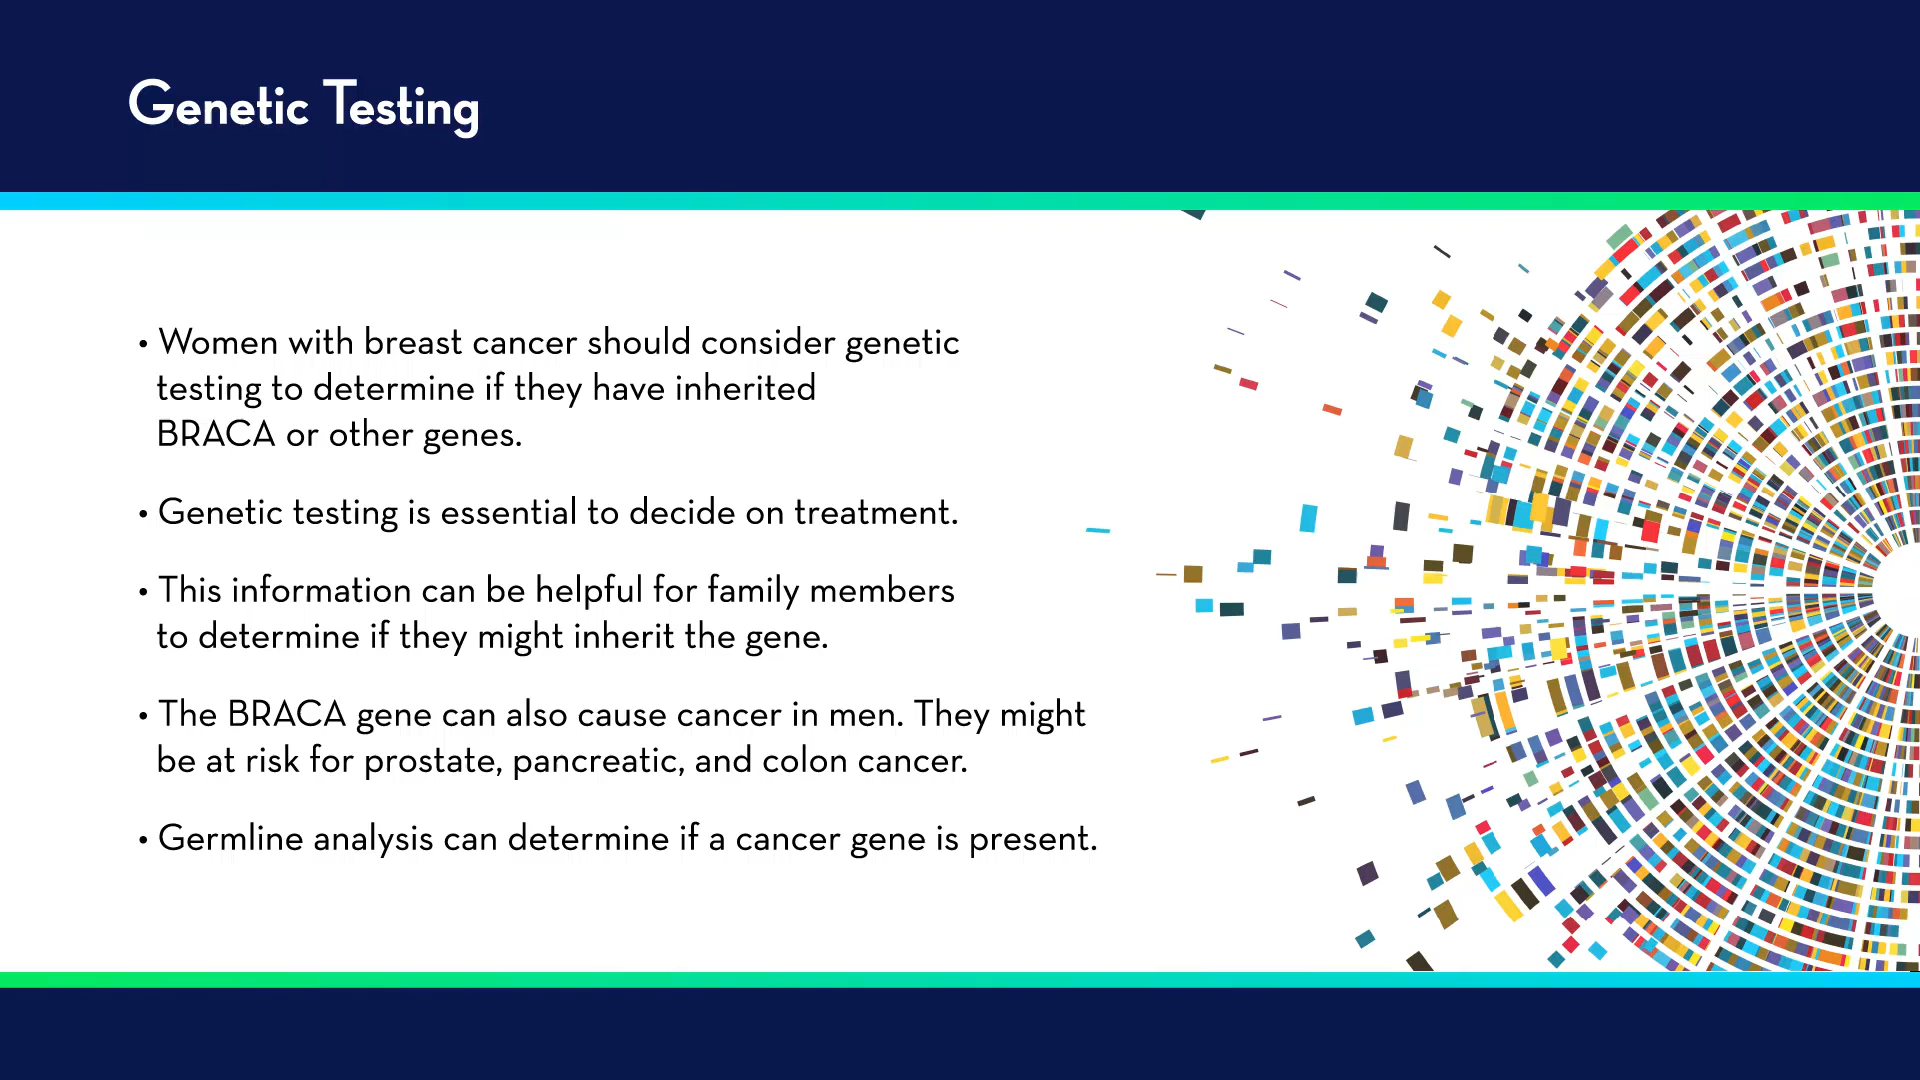 Genetic Testing
• Women with breast cancer should consider genetic
testing to determine if they have inherited
BRACA or other genes.
• Genetic testing is essential to decide on treatment.
• This information can be helpful for family members
to determine if they might inherit the gene.
• The BRACA gene can also cause cancer in men. They might
be at risk for prostate, pancreatic, and colon cancer.
• Germline analysis can determine if a cancer gene is present.